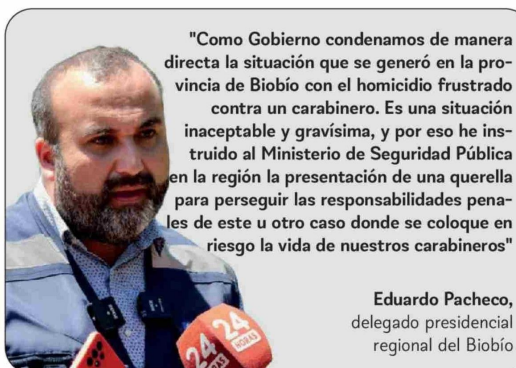 "Como Gobierno condenamos de manera
directa la situación que se generó en la pro-
vincia de Biobío con el homicidio frustrado
contra un carabinero. Es una situación
inaceptable y gravísima, y por eso he ins-
truido al Ministerio de Seguridad Pública
en la región la presentación de una querella
para perseguir las responsabilidades pena-
les de este u otro caso donde se coloque en
riesgo la vida de nuestros carabineros"
Eduardo Pacheco,
delegado presidencial
regional del Biobío
24
HORAS
24